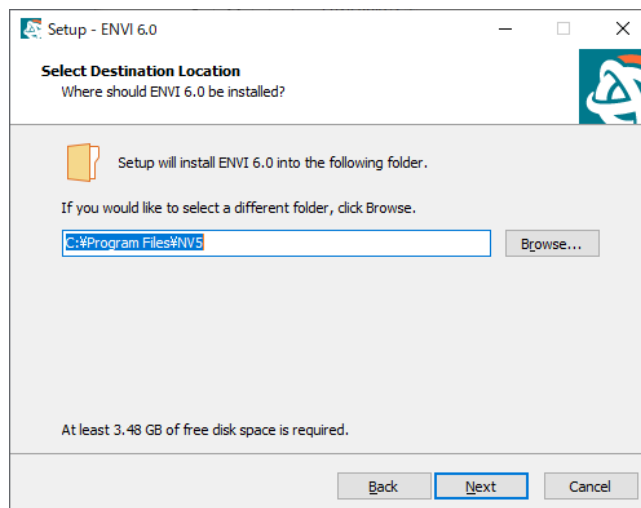 Setup - ENVI 6.0
Select Destination Location
Where should ENVI 6.0 be installed?
Setup will install ENVI 6.0 into the following folder.
If you would like to select a different folder, click Browse.
C:¥Program Files¥NV5
Browse...
At least 3.48 GB of free disk space is required.
Back
Next
Cancel